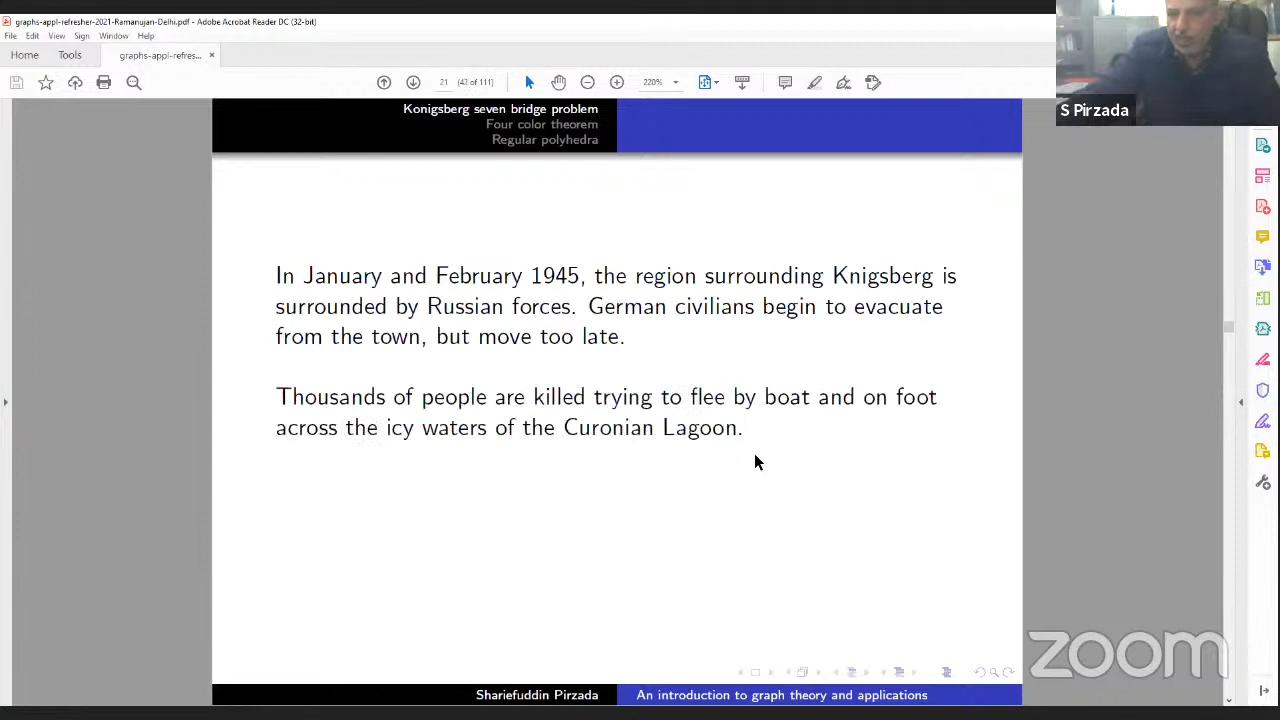 graphs-appl-refresher-2021-Ramanujan-Delhi.pdf - Adobe Acrobat Reader DC (32-bit)
File Edit View Sign Window Help
Home Tools graphs-appl-refres... ×
21 (43 of 111) 220%
S Pirzada
Konigsberg seven bridge problem
Four color theorem
Regular polyhedra
In January and February 1945, the region surrounding Knigsberg is
surrounded by Russian forces. German civilians begin to evacuate
from the town, but move too late.
Thousands of people are killed trying to flee by boat and on foot
across the icy waters of the Curonian Lagoon.
zoom
Shariefuddin Pirzada An introduction to graph theory and applications